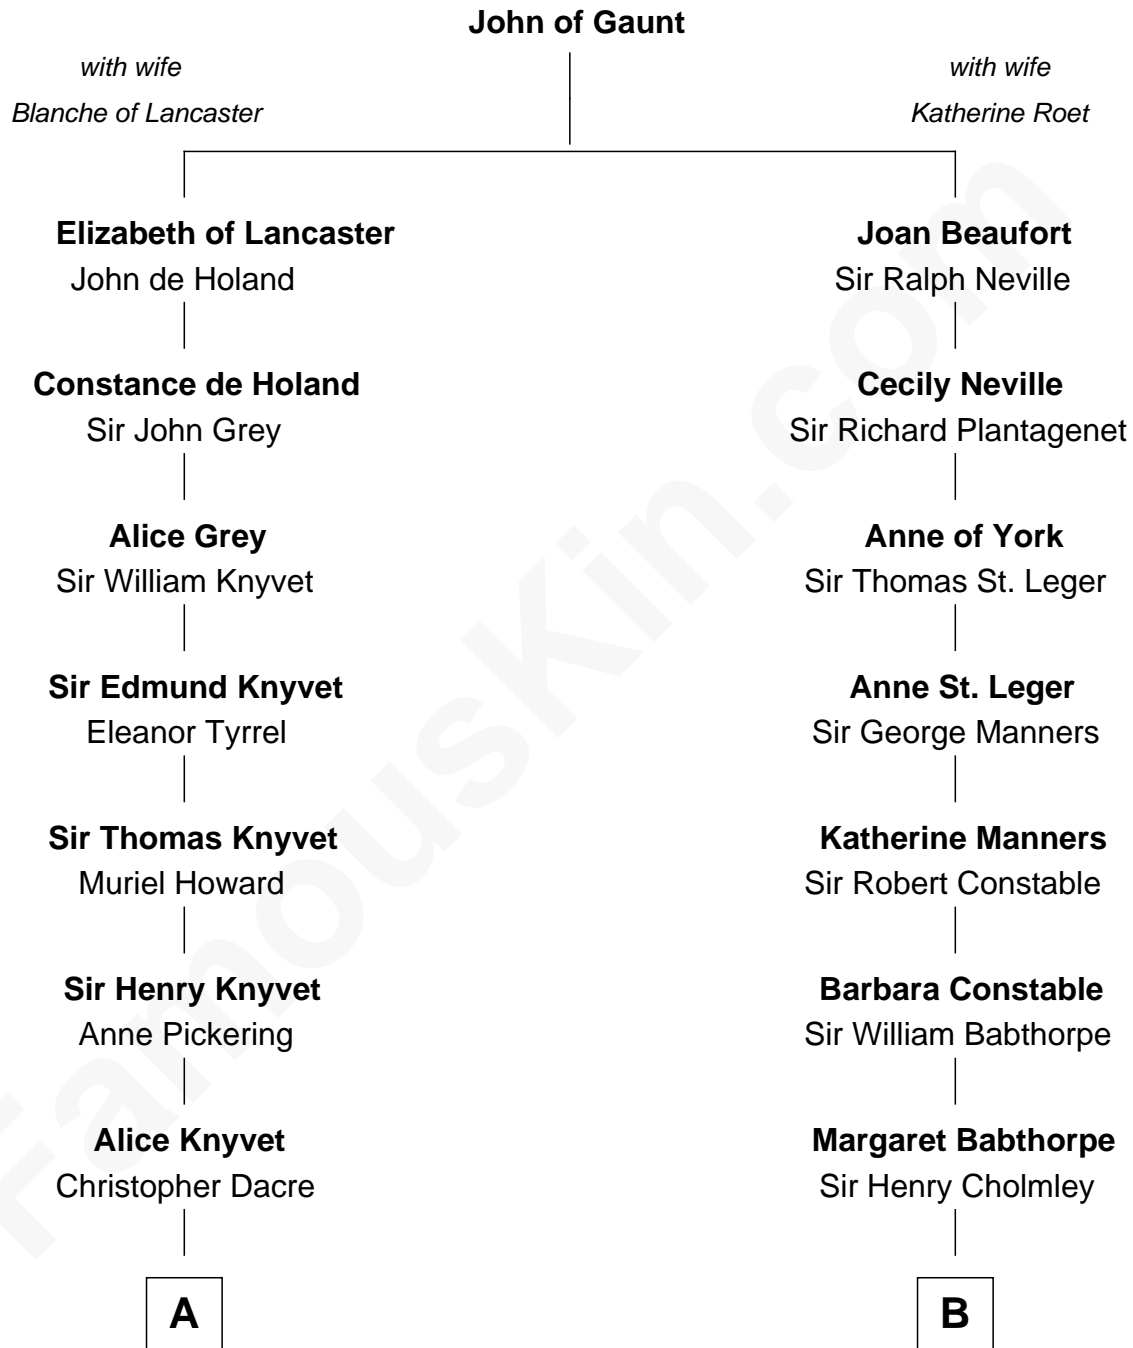 John of Gaunt
with wife
Blanche of Lancaster
with wife
Katherine Roet
Elizabeth of Lancaster
John de Holand
Joan Beaufort
Sir Ralph Neville
Constance de Holand
Sir John Grey
Cecily Neville
Sir Richard Plantagenet
Alice Grey
Sir William Knyvet
Anne of York
Sir Thomas St. Leger
Sir Edmund Knyvet
Eleanor Tyrrel
Anne St. Leger
Sir George Manners
Sir Thomas Knyvet
Muriel Howard
Katherine Manners
Sir Robert Constable
Sir Henry Knyvet
Anne Pickering
Barbara Constable
Sir William Babthorpe
Alice Knyvet
Christopher Dacre
Margaret Babthorpe
Sir Henry Cholmley
A
B
FamousKin.com